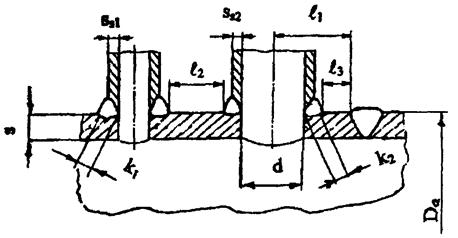 s_s1
s_s2
ℓ_1
ℓ_2
ℓ_3
s
k_1
d
k_2
D_a